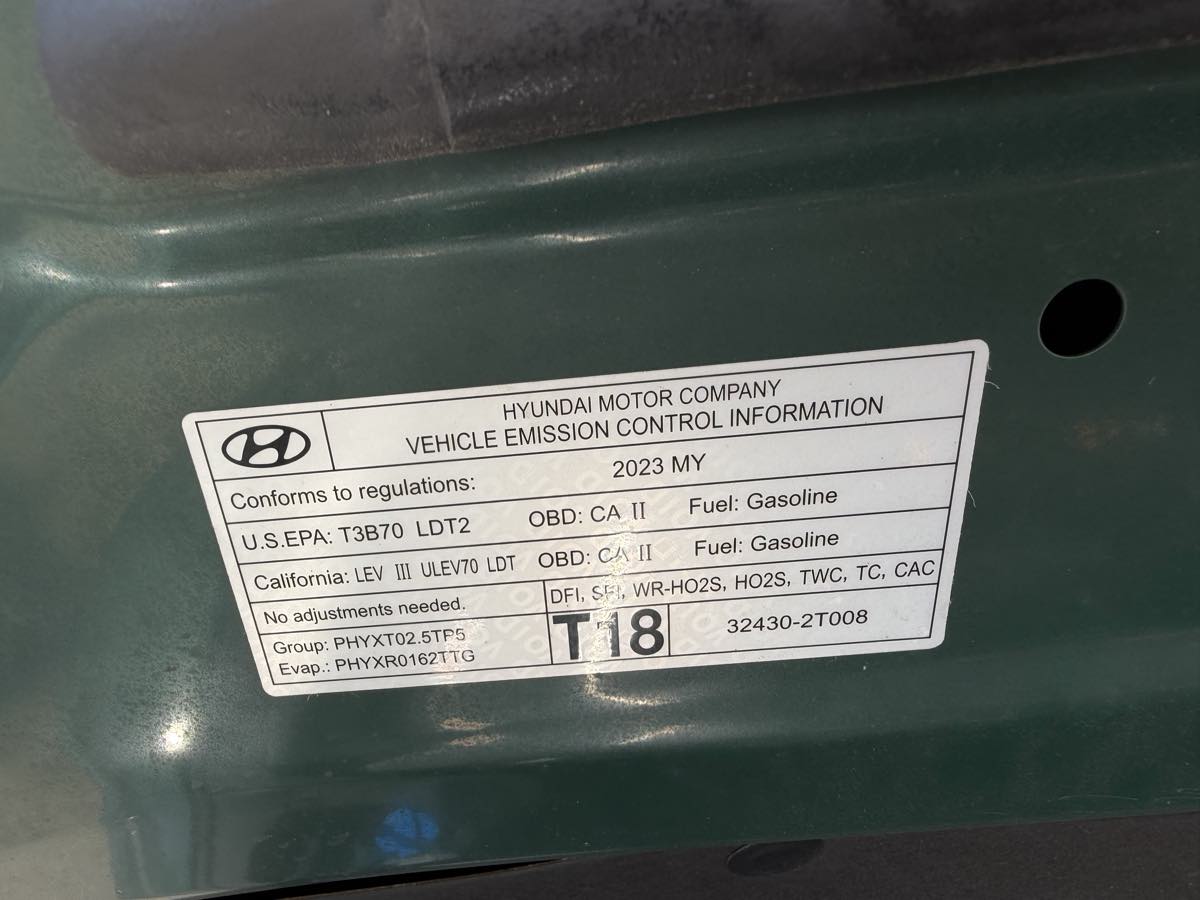 HYUNDAI MOTOR COMPANY
VEHICLE EMISSION CONTROL INFORMATION
Conforms to regulations: 2023 MY
U.S.EPA: T3B70 LDT2 OBD: CA II Fuel: Gasoline
California: LEV III ULEV70 LDT OBD: CA II Fuel: Gasoline
No adjustments needed. DFI, SFI, WR-HO2S, HO2S, TWC, TC, CAC
Group: PHYXT02.5TP5
Evap.: PHYXR0162TTG
T18
32430-2T008